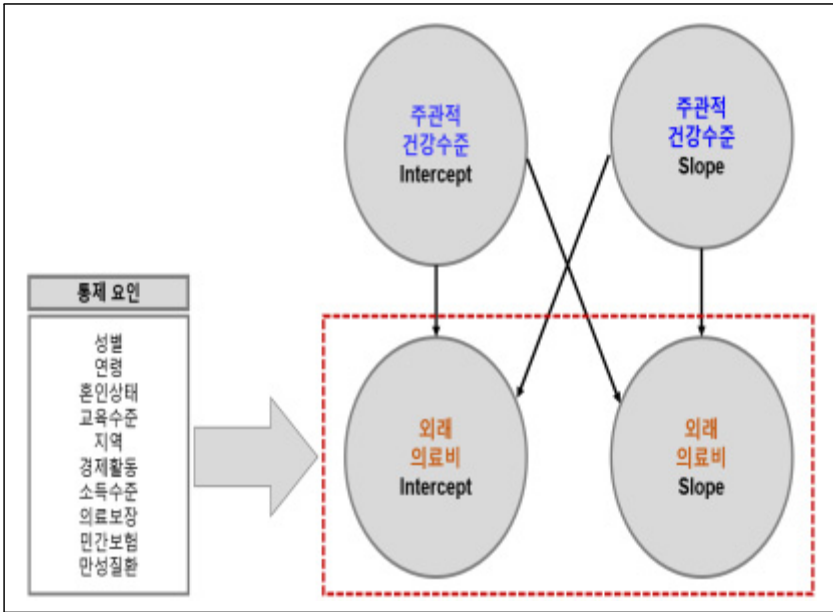 주관적
건강수준
Intercept
주관적
건강수준
Slope
통제 요인
성별
연령
혼인상태
교육수준
지역
경제활동
소득수준
의료보장
민간보험
만성질환
외래
의료비
Intercept
외래
의료비
Slope